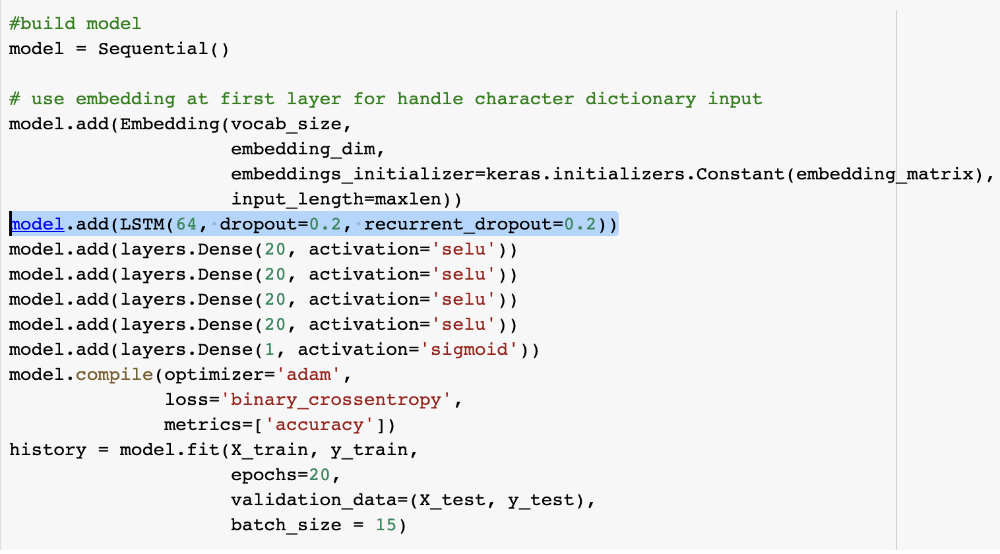 #build model
model = Sequential()
# use embedding at first layer for handle character dictionary input
model.add(Embedding(vocab_size,
embedding_dim,
embeddings_initializer=keras.initializers.Constant(embedding_matrix),
input_length=maxlen))
model.add(LSTM(64, dropout=0.2, recurrent_dropout=0.2))
model.add(layers.Dense(20, activation='selu'))
model.add(layers.Dense(20, activation='selu'))
model.add(layers.Dense(20, activation='selu'))
model.add(layers.Dense(20, activation='selu'))
model.add(layers.Dense(1, activation='sigmoid'))
model.compile(optimizer='adam',
loss='binary_crossentropy',
metrics=['accuracy'])
history = model.fit(X_train, y_train,
epochs=20,
validation_data=(X_test, y_test),
batch_size = 15)